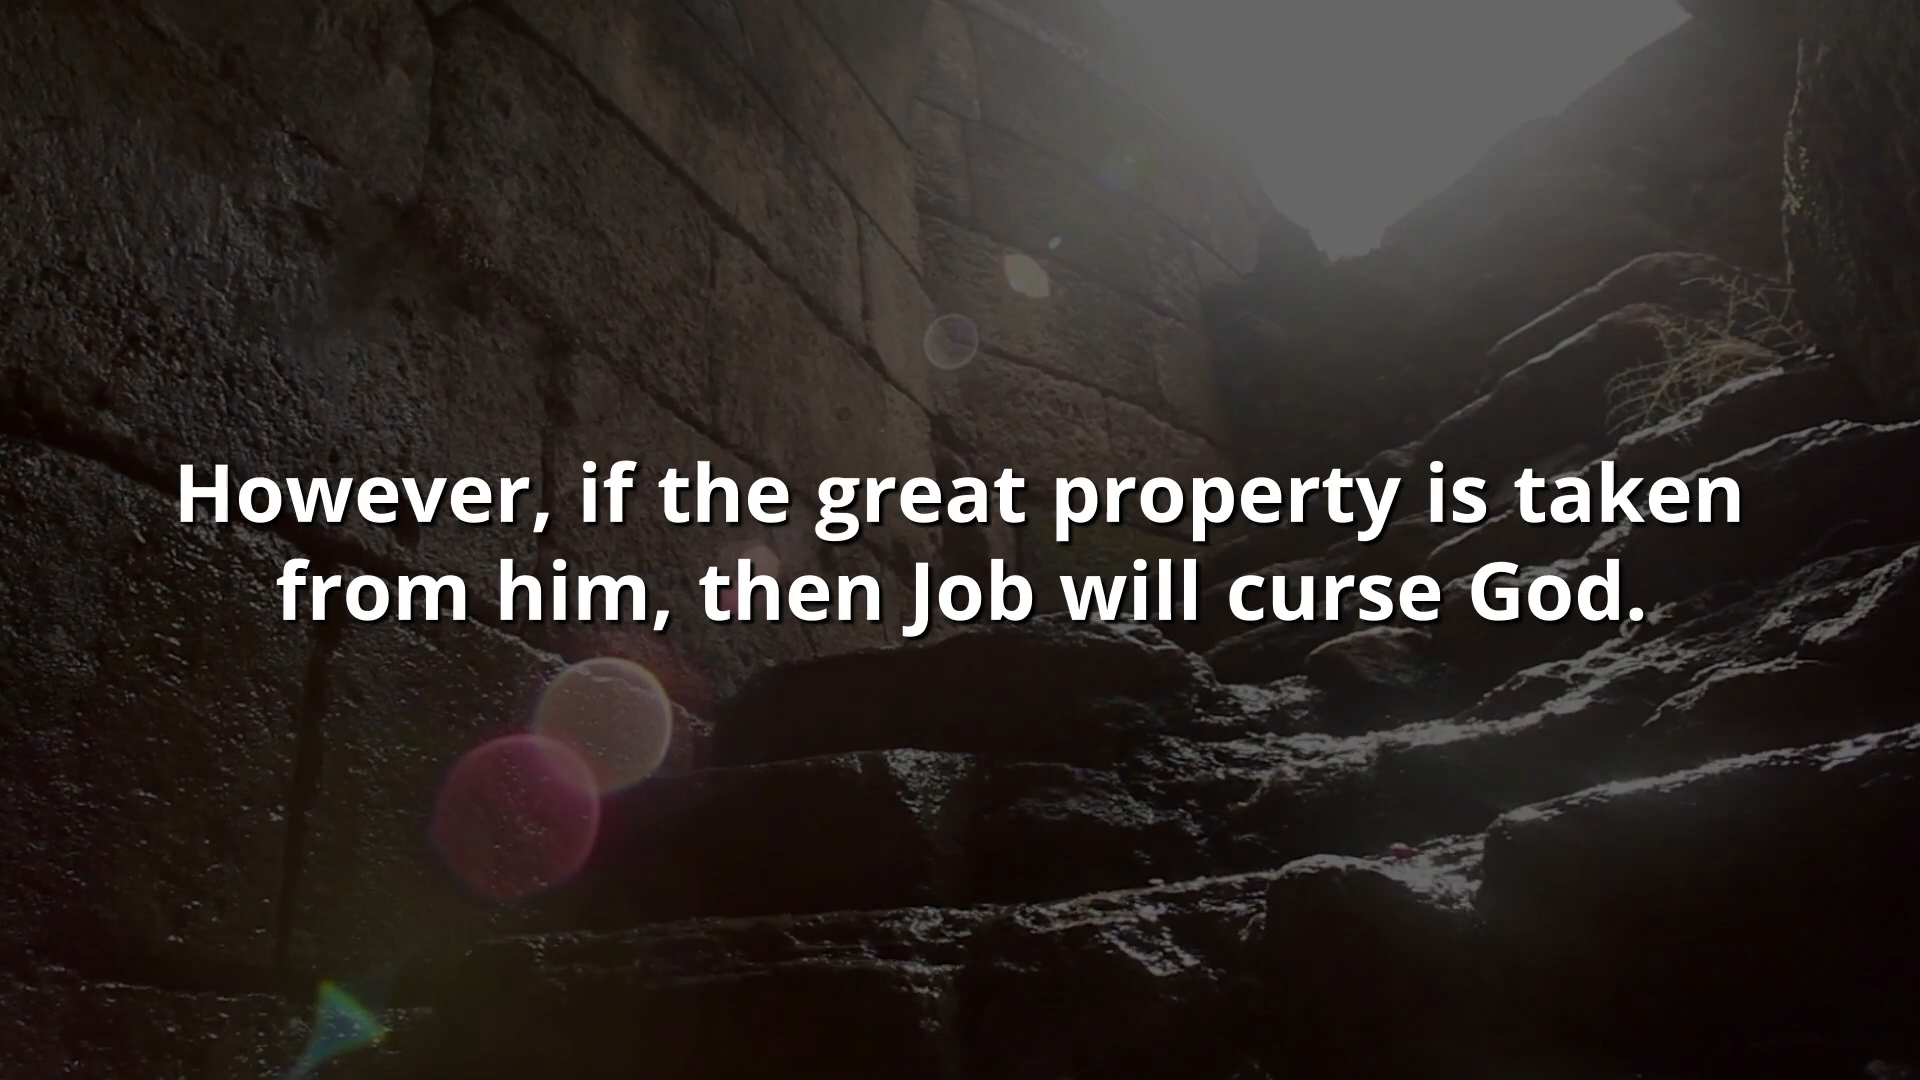 However, if the great property is taken
from him, then Job will curse God.